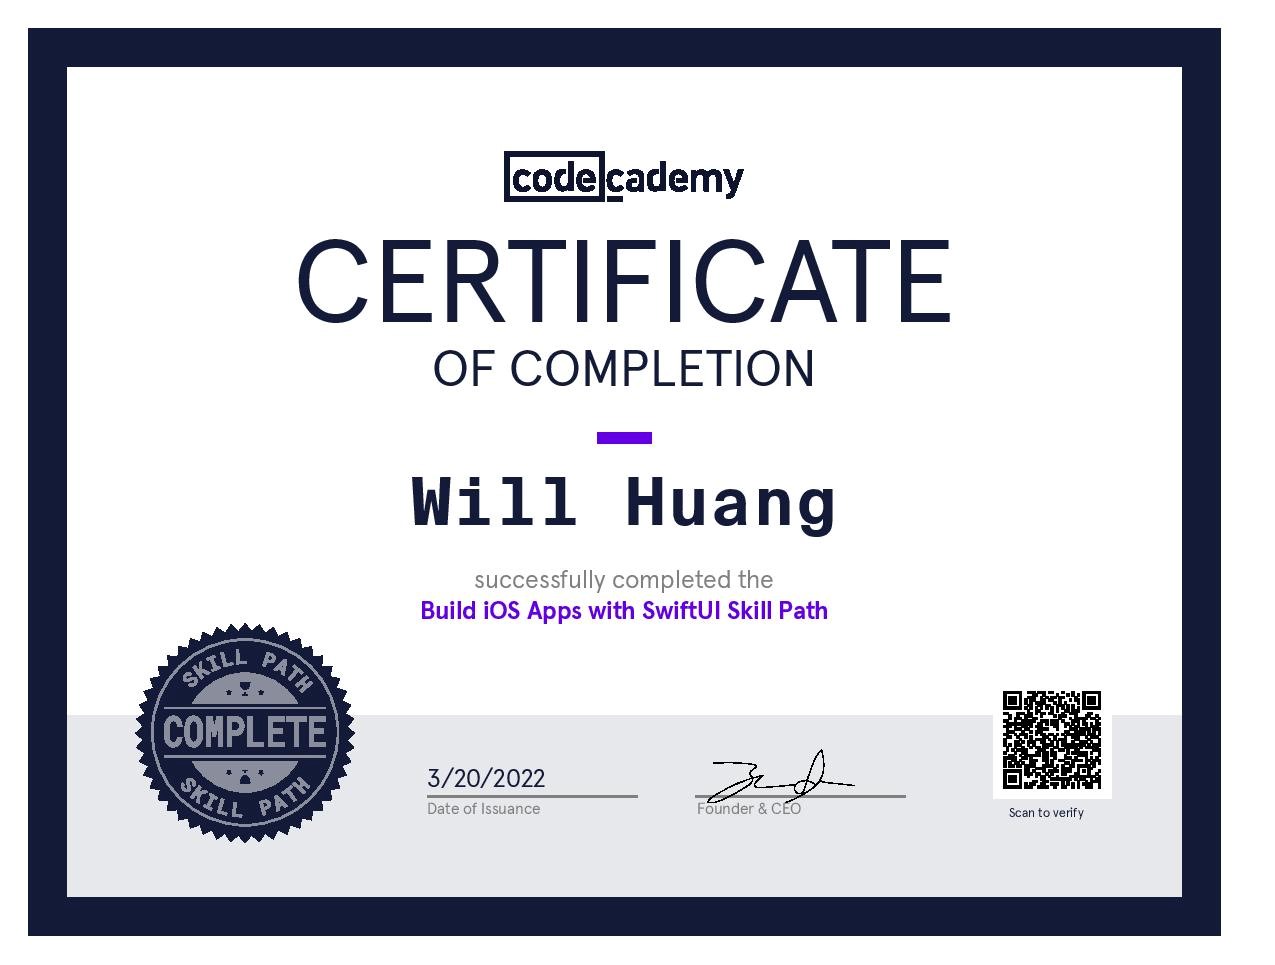 codecademy
CERTIFICATE
OF COMPLETION
Will Huang
successfully completed the
Build iOS Apps with SwiftUI Skill Path
SKILL PATH
COMPLETE
SKILL PATH
3/20/2022
Date of Issuance
Founder & CEO
Scan to verify